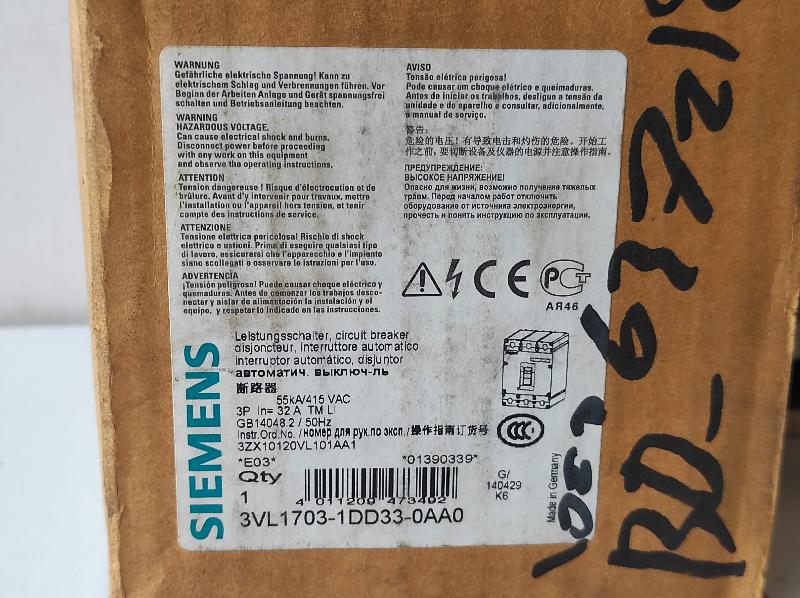 WARNUNG
Gefährliche elektrische Spannung! Kann zu
elektrischem Schlag und Verbrennungen führen. Vor
Beginn der Arbeiten Anlage und Gerät spannungsfrei
schalten und Betriebsanleitung beachten.
WARNING
HAZARDOUS VOLTAGE.
Can cause electrical shock and burns.
Disconnect power before proceeding
with any work on this equipment
and observe the operating instructions.
ATTENTION
Tension dangereuse ! Risque d'électrocution et de
brûlure. Avant d'y intervenir pour travaux, mettre
l'installation ou l'appareil hors tension, et tenir
compte des instructions de service.
ATTENZIONE
Tensione elettrica pericolosa! Rischio di shock
elettrico e ustioni. Prima di eseguire qualsiasi tipo
di lavoro, assicurarsi che l'apparecchio e l'impianto
siano scollegati e osservare le istruzioni per l'uso.
ADVERTENCIA
¡Tensión peligrosa! Puede causar choque eléctrico y
quemaduras. Antes de comenzar los trabajos desco-
nectar y aislar de alimentación la instalación y el
equipo, y respetar lo indicado en las instrucciones.
AVISO
Tensão elétrica perigosa!
Pode causar um choque elétrico e queimaduras.
Antes de iniciar os trabalhos, desligue a tensão da
unidade e do aparelho e consultar, adicionalmente,
o manual de serviço.
警告:
危险的电压! 有导致电击和灼伤的危险。开始工
作之前, 要切断设备及仪器的电源并注意操作指南。
ПРЕДУПРЕЖДЕНИЕ:
ВЫСОКОЕ НАПРЯЖЕНИЕ!
Опасно для жизни, возможно получение тяжелых
травм. Перед началом работ отключить
оборудование от источника электроэнергии,
прочесть и понять инструкцию по эксплуатации.
CE
РСТ
АЯ46
SIEMENS
Leistungsschalter, circuit breaker
disjoncteur, interruttore automatico
interruptor automático, disjuntor
автоматич. выключ-ль
断路器
55kA/415 VAC
3P In= 32 A TM LI
GB14048.2 / 50Hz
Instr.Ord.No. / номер для рук.по эксп. /操作指南订货号
3ZX10120VL101AA1
CCC
*E03* *01390339*
Qty
1
4 011209 473492
3VL1703-1DD33-0AA0
G/
140429
K6
Made in Germany
BD_